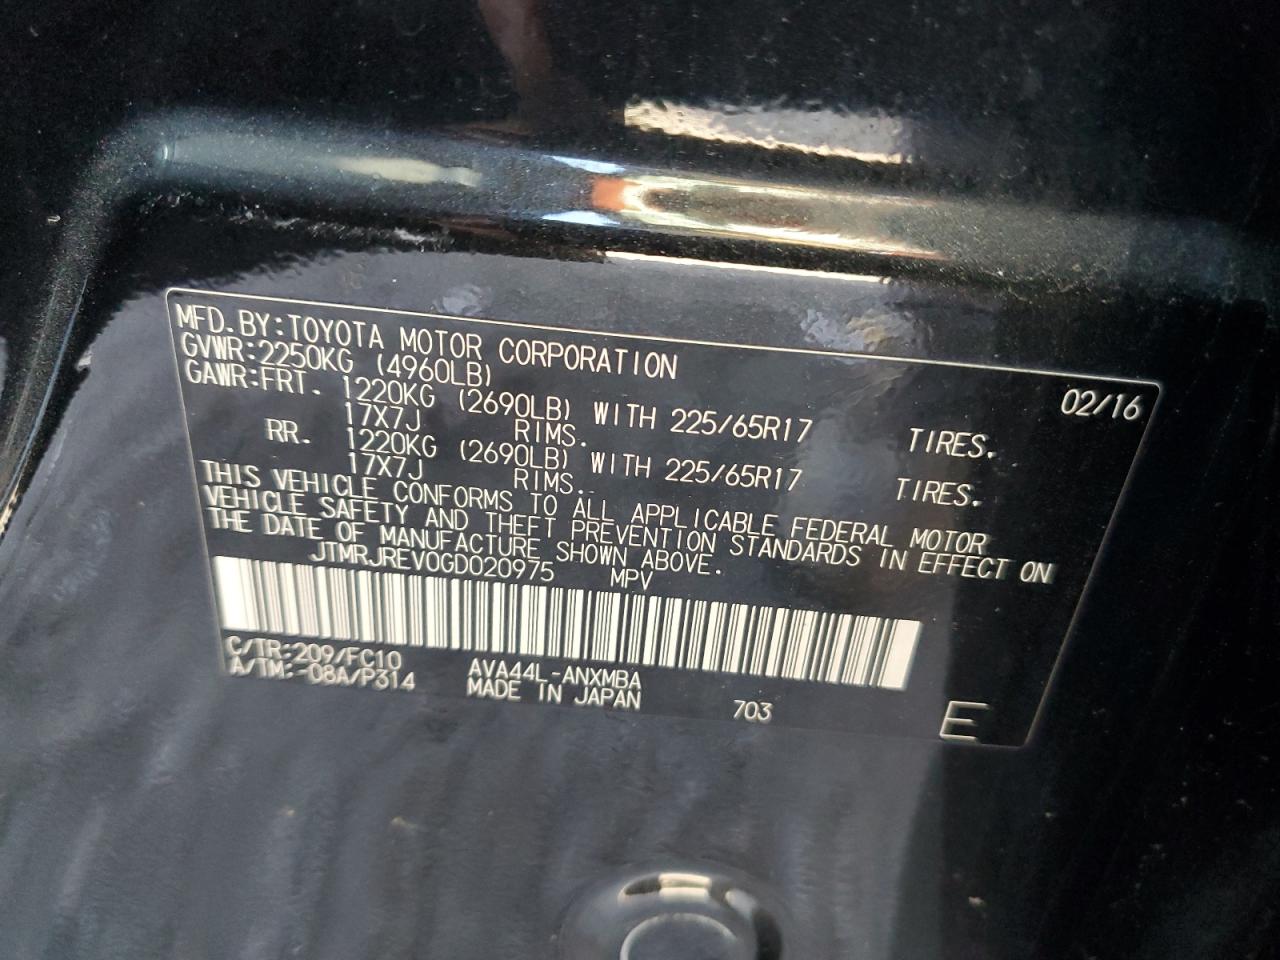 MFD.BY:TOYOTA MOTOR CORPORATION 02/16
GVWR:2250KG (4960LB)
GAWR:FRT. 1220KG (2690LB) WITH 225/65R17 TIRES.
17X7J RIMS.
RR. 1220KG (2690LB) WITH 225/65R17 TIRES.
17X7J RIMS.
THIS VEHICLE CONFORMS TO ALL APPLICABLE FEDERAL MOTOR
VEHICLE SAFETY AND THEFT PREVENTION STANDARDS IN EFFECT ON
THE DATE OF MANUFACTURE SHOWN ABOVE.
JTMRJREV0GD020975 MPV
C/TR:209/FC10 AVA44L-ANXMBA
A/TM:-08A/P314 MADE IN JAPAN 703 E